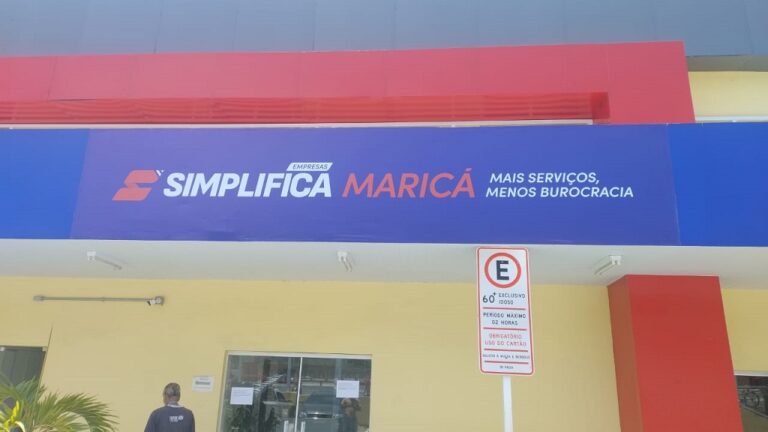 EMPRESAS
SIMPLIFICA MARICÁ
MAIS SERVIÇOS,
MENOS BUROCRACIA
E
60+ EXCLUSIVO
IDOSO
PERÍODO MÁXIMO
02 HORAS
OBRIGATÓRIO
USO DO CARTÃO